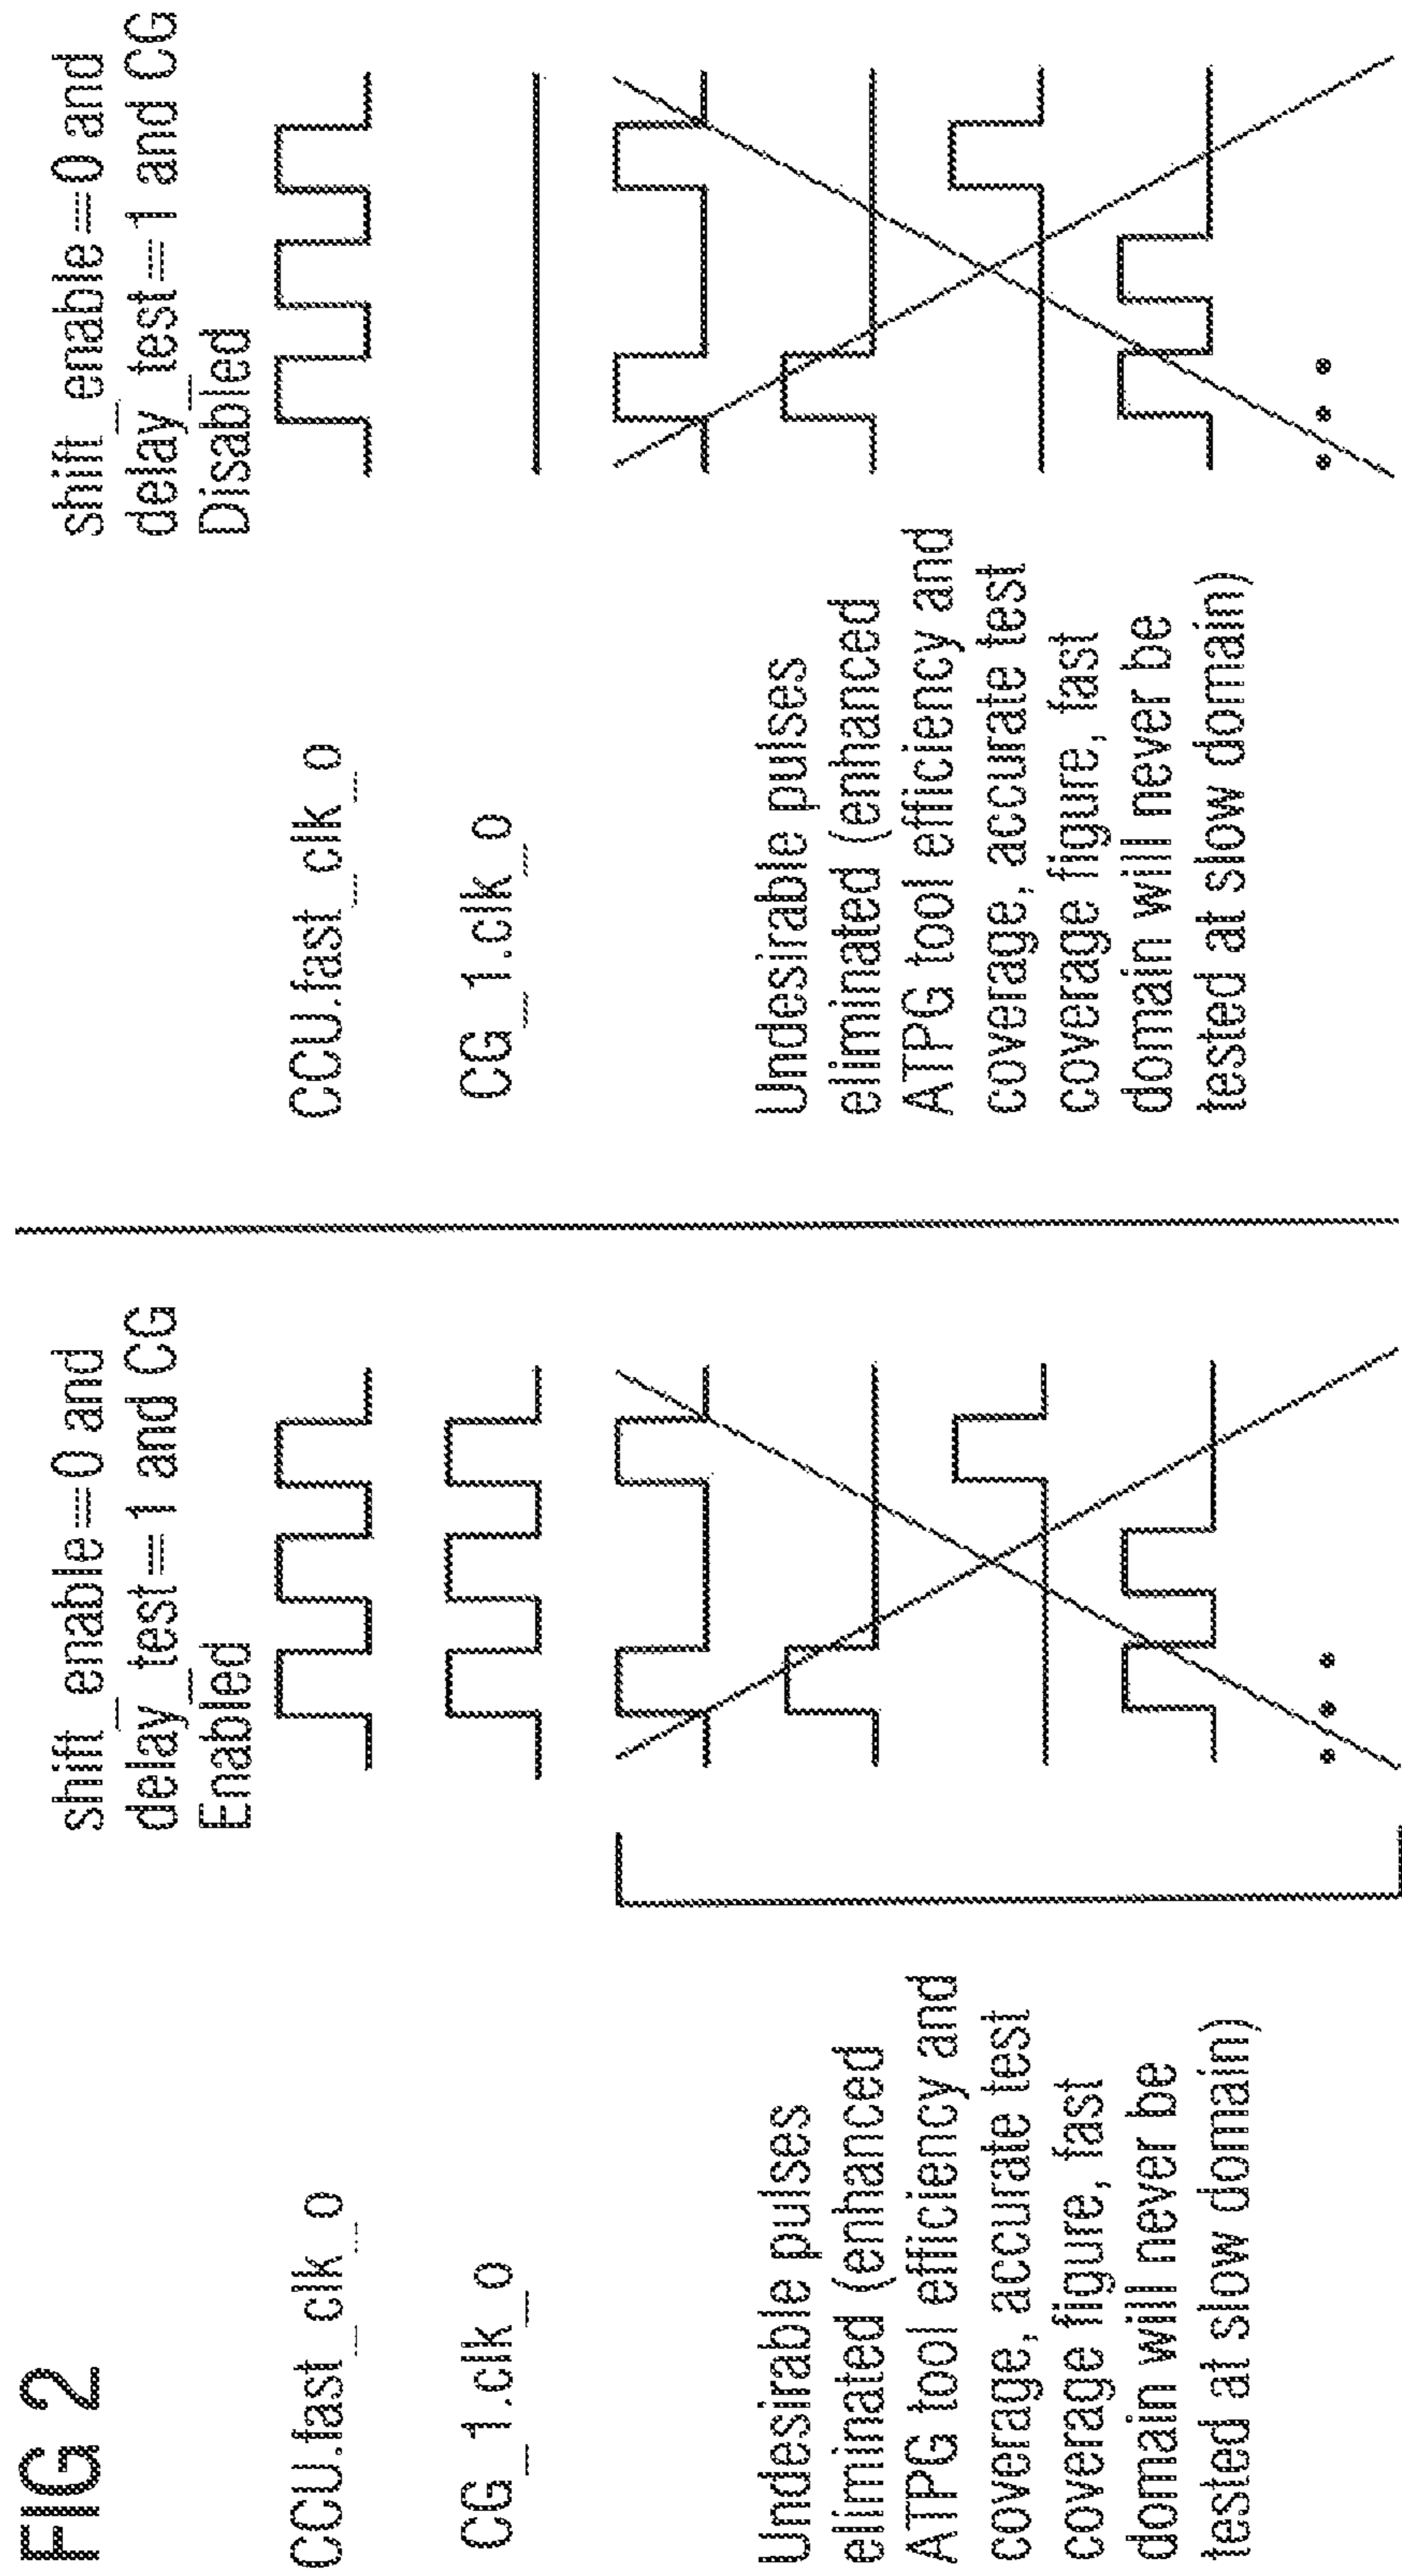 FIG 2
shift_enable=0 and
delay_test=1 and CG
Enabled
CCU.fast_clk_o
CG_1.clk_o
Undesirable pulses
eliminated (enhanced
ATPG tool efficiency and
coverage, accurate test
coverage figure, fast
domain will never be
tested at slow domain)
shift_enable=0 and
delay_test=1 and CG
Disabled
CCU.fast_clk_o
CG_1.clk_o
Undesirable pulses
eliminated (enhanced
ATPG tool efficiency and
coverage, accurate test
coverage figure, fast
domain will never be
tested at slow domain)